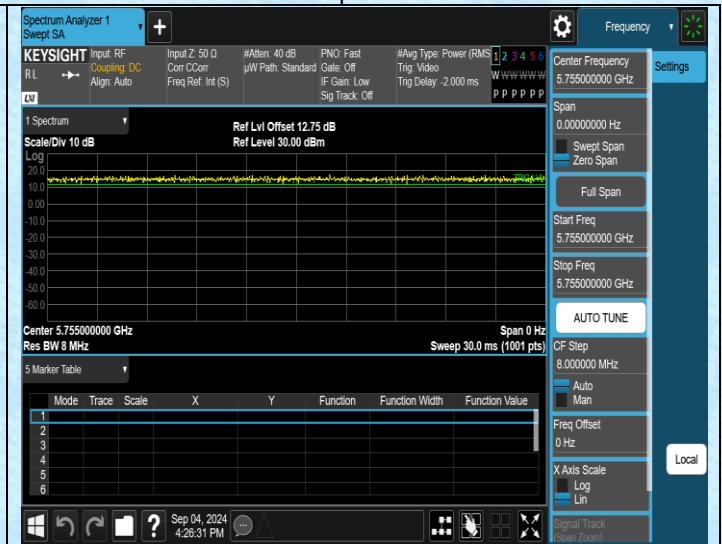 Spectrum Analyzer 1
Swept SA
+
Frequency
KEYSIGHT
RL
LXI
Input: RF
Coupling: DC
Align: Auto
Input Z: 50 Ω
Corr CCorr
Freq Ref: Int (S)
#Atten: 40 dB
µW Path: Standard
PNO: Fast
Gate: Off
IF Gain: Low
Sig Track: Off
#Avg Type: Power (RMS
Trig: Video
Trig Delay: -2.000 ms
1 2 3 4 5 6
W W W W W W
P P P P P P
Center Frequency
5.755000000 GHz
Settings
Span
0.00000000 Hz
Swept Span
Zero Span
Full Span
Start Freq
5.755000000 GHz
Stop Freq
5.755000000 GHz
AUTO TUNE
CF Step
8.000000 MHz
Auto
Man
Freq Offset
0 Hz
X Axis Scale
Log
Lin
Signal Track
(Span Zoom)
Local
1 Spectrum
Scale/Div 10 dB
Ref Lvl Offset 12.75 dB
Ref Level 30.00 dBm
Log
20.0
10.0
0.00
-10.0
-20.0
-30.0
-40.0
-50.0
-60.0
Center 5.755000000 GHz
Span 0 Hz
Res BW 8 MHz
Sweep 30.0 ms (1001 pts)
5 Marker Table
Mode Trace Scale X Y Function Function Width Function Value
1
2
3
4
5
6
?
Sep 04, 2024
4:26:31 PM